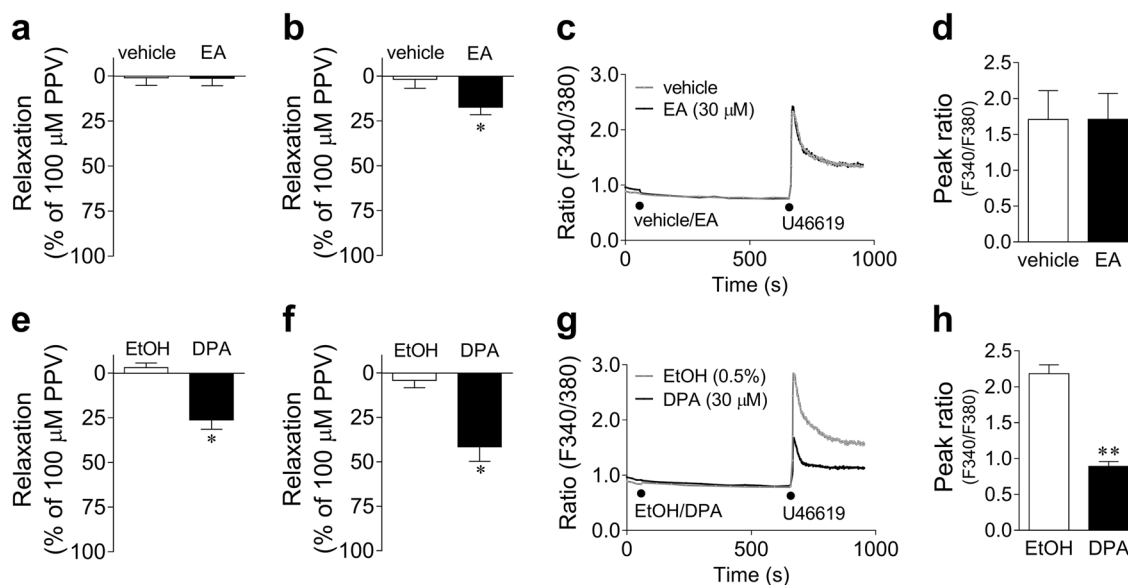 a
vehicle EA
Relaxation
(% of 100 μM PPV)
0
25
50
75
100
b
vehicle EA
Relaxation
(% of 100 μM PPV)
0
25
50
75
100
*
c
Ratio (F340/380)
3.0
2.0
1.0
0.0
vehicle
EA (30 μM)
vehicle/EA
U46619
0 500 1000
Time (s)
d
Peak ratio
(F340/F380)
2.5
2.0
1.5
1.0
0.5
0.0
vehicle EA
e
EtOH DPA
Relaxation
(% of 100 μM PPV)
0
25
50
75
100
*
f
EtOH DPA
Relaxation
(% of 100 μM PPV)
0
25
50
75
100
*
g
Ratio (F340/380)
3.0
2.0
1.0
0.0
EtOH (0.5%)
DPA (30 μM)
EtOH/DPA
U46619
0 500 1000
Time (s)
h
Peak ratio
(F340/F380)
2.5
2.0
1.5
1.0
0.5
0.0
**
EtOH DPA